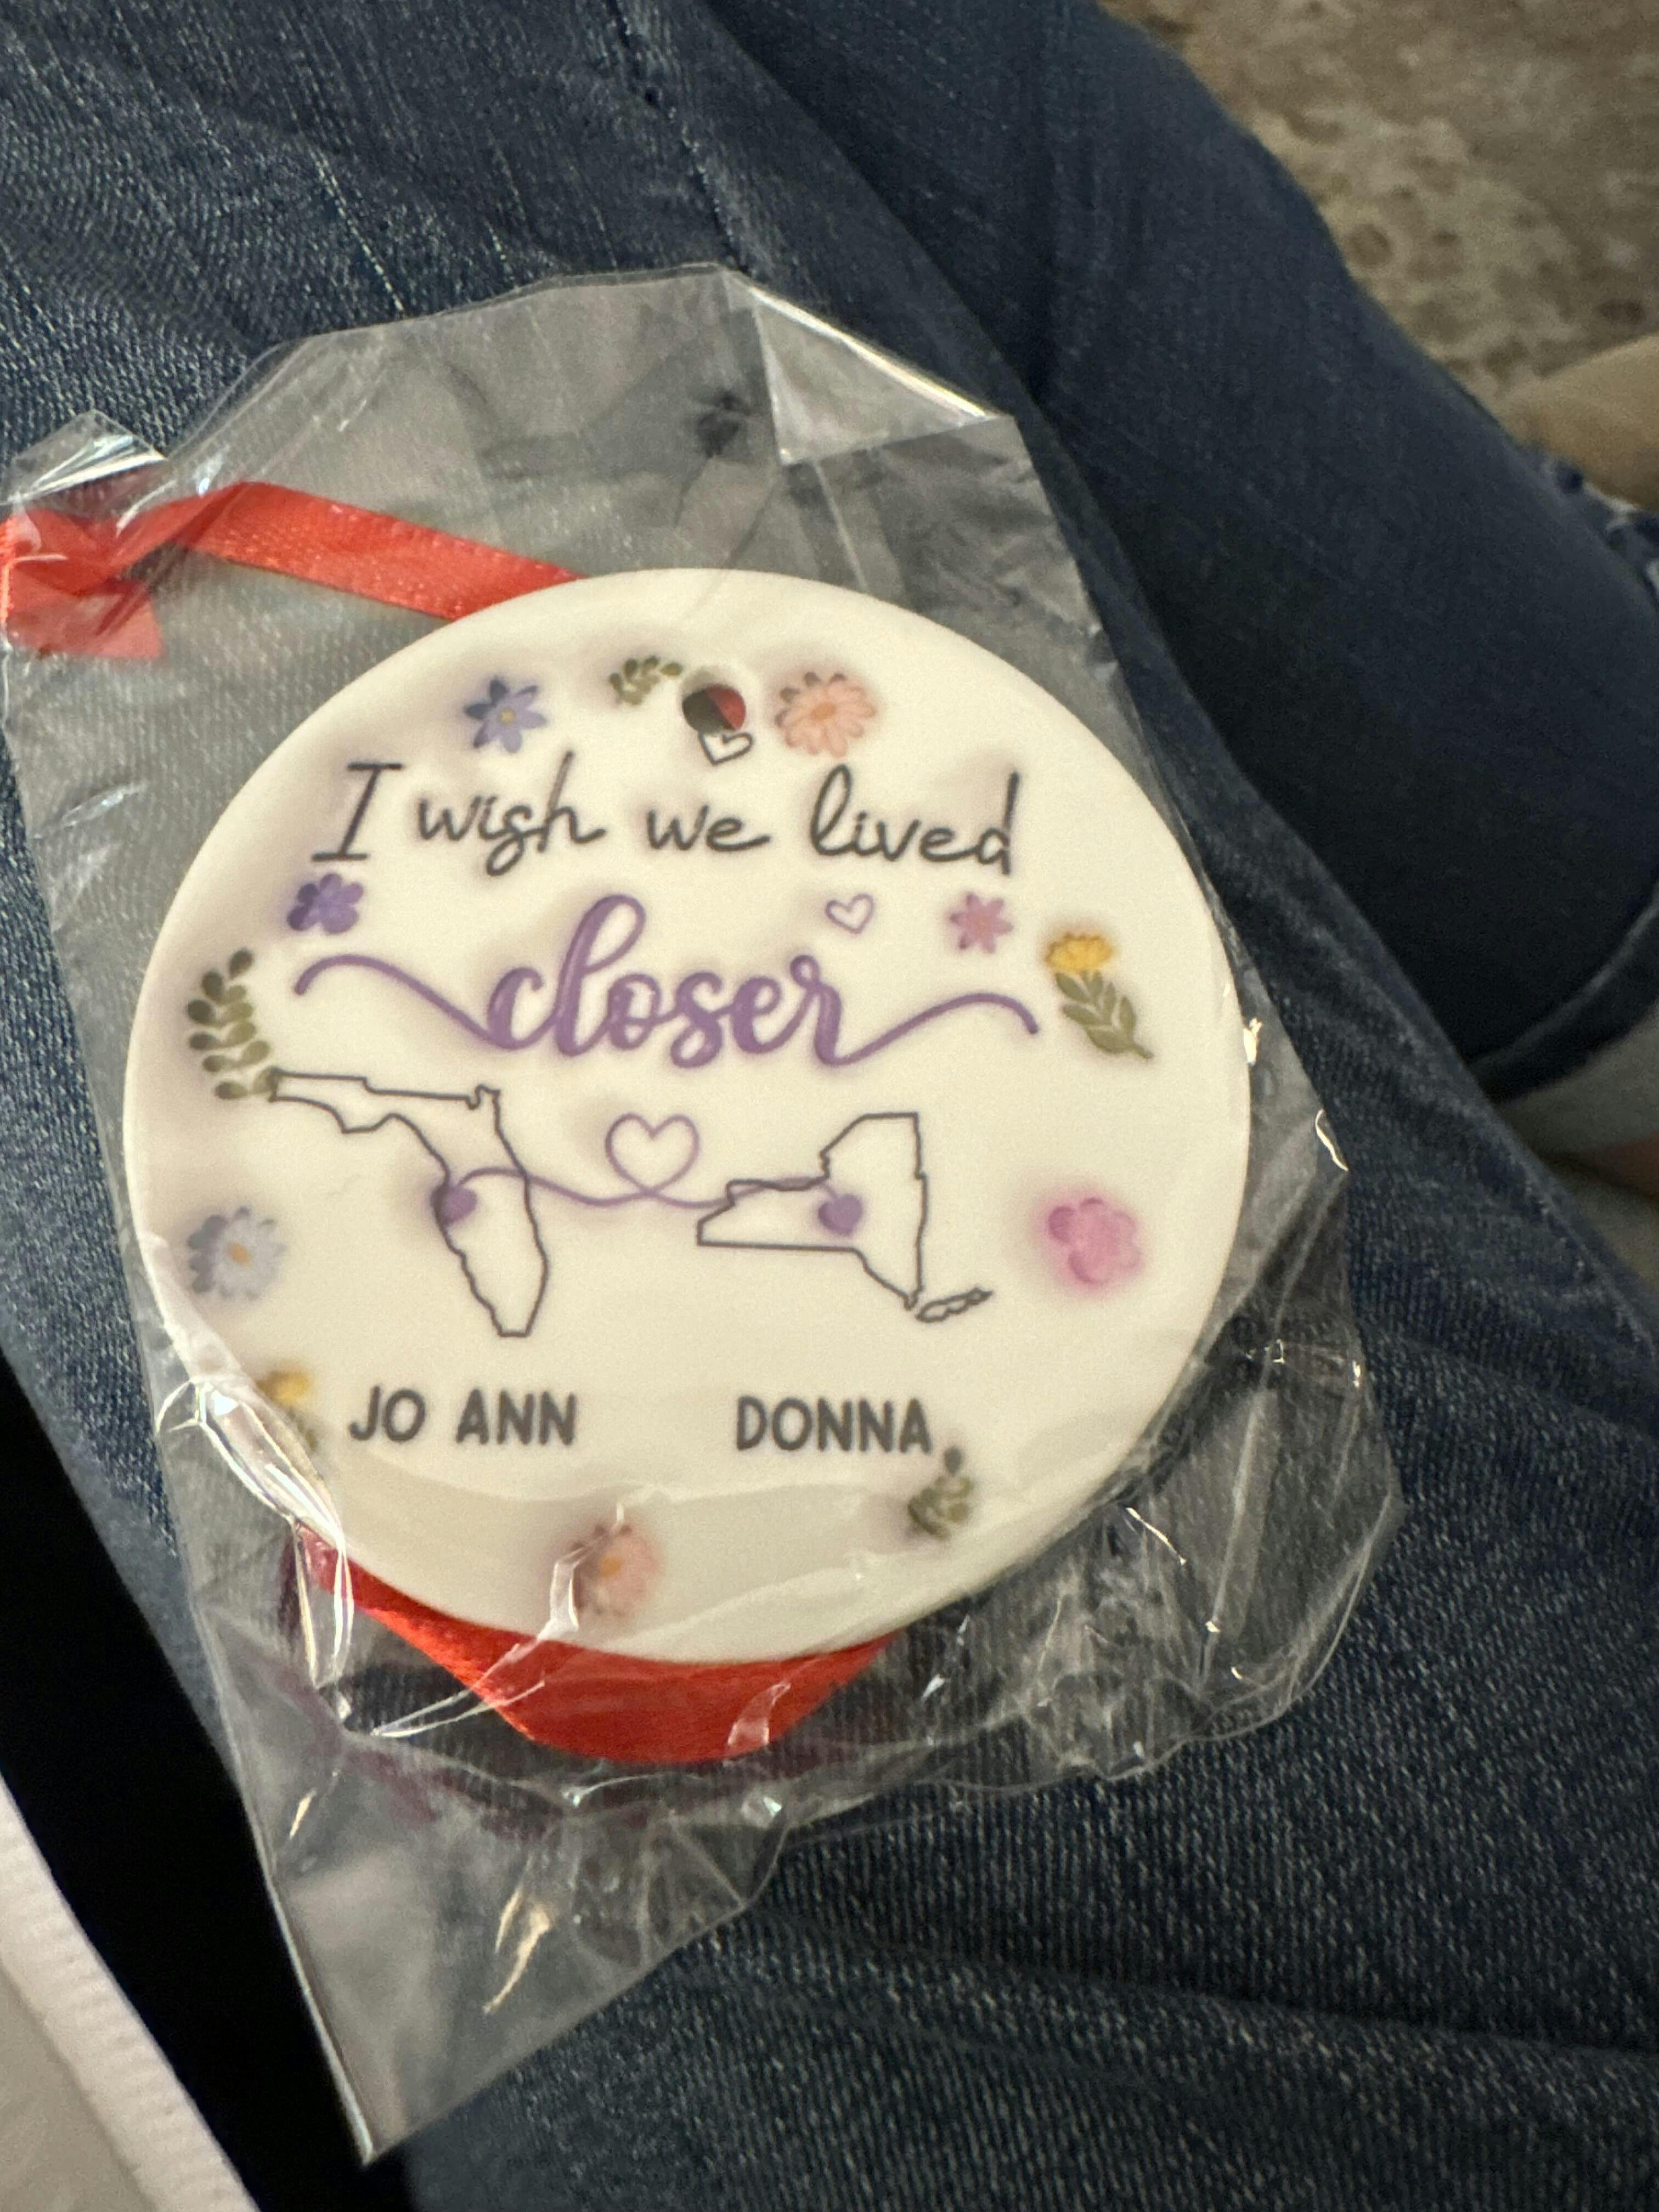 I wish we lived
closer
JO ANN DONNA